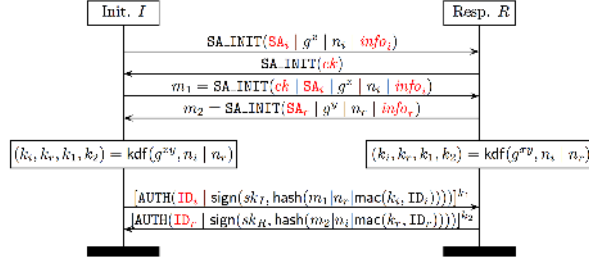 Init. I Resp. R
SA_INIT(SA_i | g^x | n_i info_i)
SA_INIT(ck)
m_1 = SA_INIT(ck | SA_i | g^x | n_i | info_i)
m_2 = SA_INIT(SA_r | g^y | n_r | info_r)
(k_i, k_r, k_1, k_2) = kdf(g^{xy}, n_i | n_r) (k_i, k_r, k_1, k_2) = kdf(g^{xy}, n_i n_r)
[AUTH(ID_i | sign(sk_I, hash(m_1|n_r|mac(k_i, ID_i))))]^k
[AUTH(ID_r | sign(sk_R, hash(m_2|n_i|mac(k_r, ID_r))))]^{k_2}